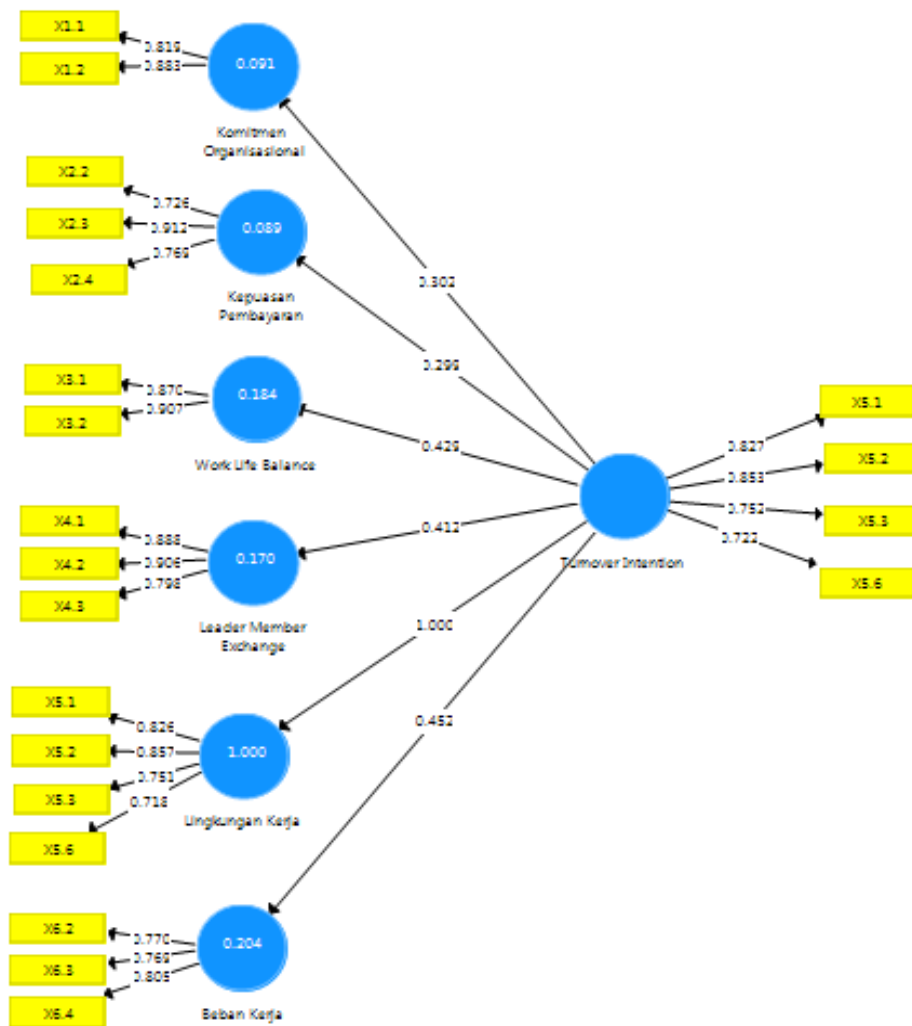 X1.1
0.819
X1.2
0.883
0.091
Komitmen
Organisasional
X2.2
0.726
X2.3
0.912
X2.4
0.769
0.089
Kepuasan
Pembayaran
X3.1
0.870
X3.2
0.907
0.184
Work Life Balance
X4.1
0.888
X4.2
0.906
X4.3
0.798
0.170
Leader Member
Exchange
X5.1
0.826
X5.2
0.857
X5.3
0.751
X5.6
0.718
1.000
Lingkungan Kerja
X6.2
0.770
X6.3
0.769
X6.4
0.805
0.204
Beban Kerja
0.302
0.299
0.429
0.412
1.000
0.452
Turnover Intention
X5.1
0.827
X5.2
0.853
X5.3
0.752
X5.6
0.722